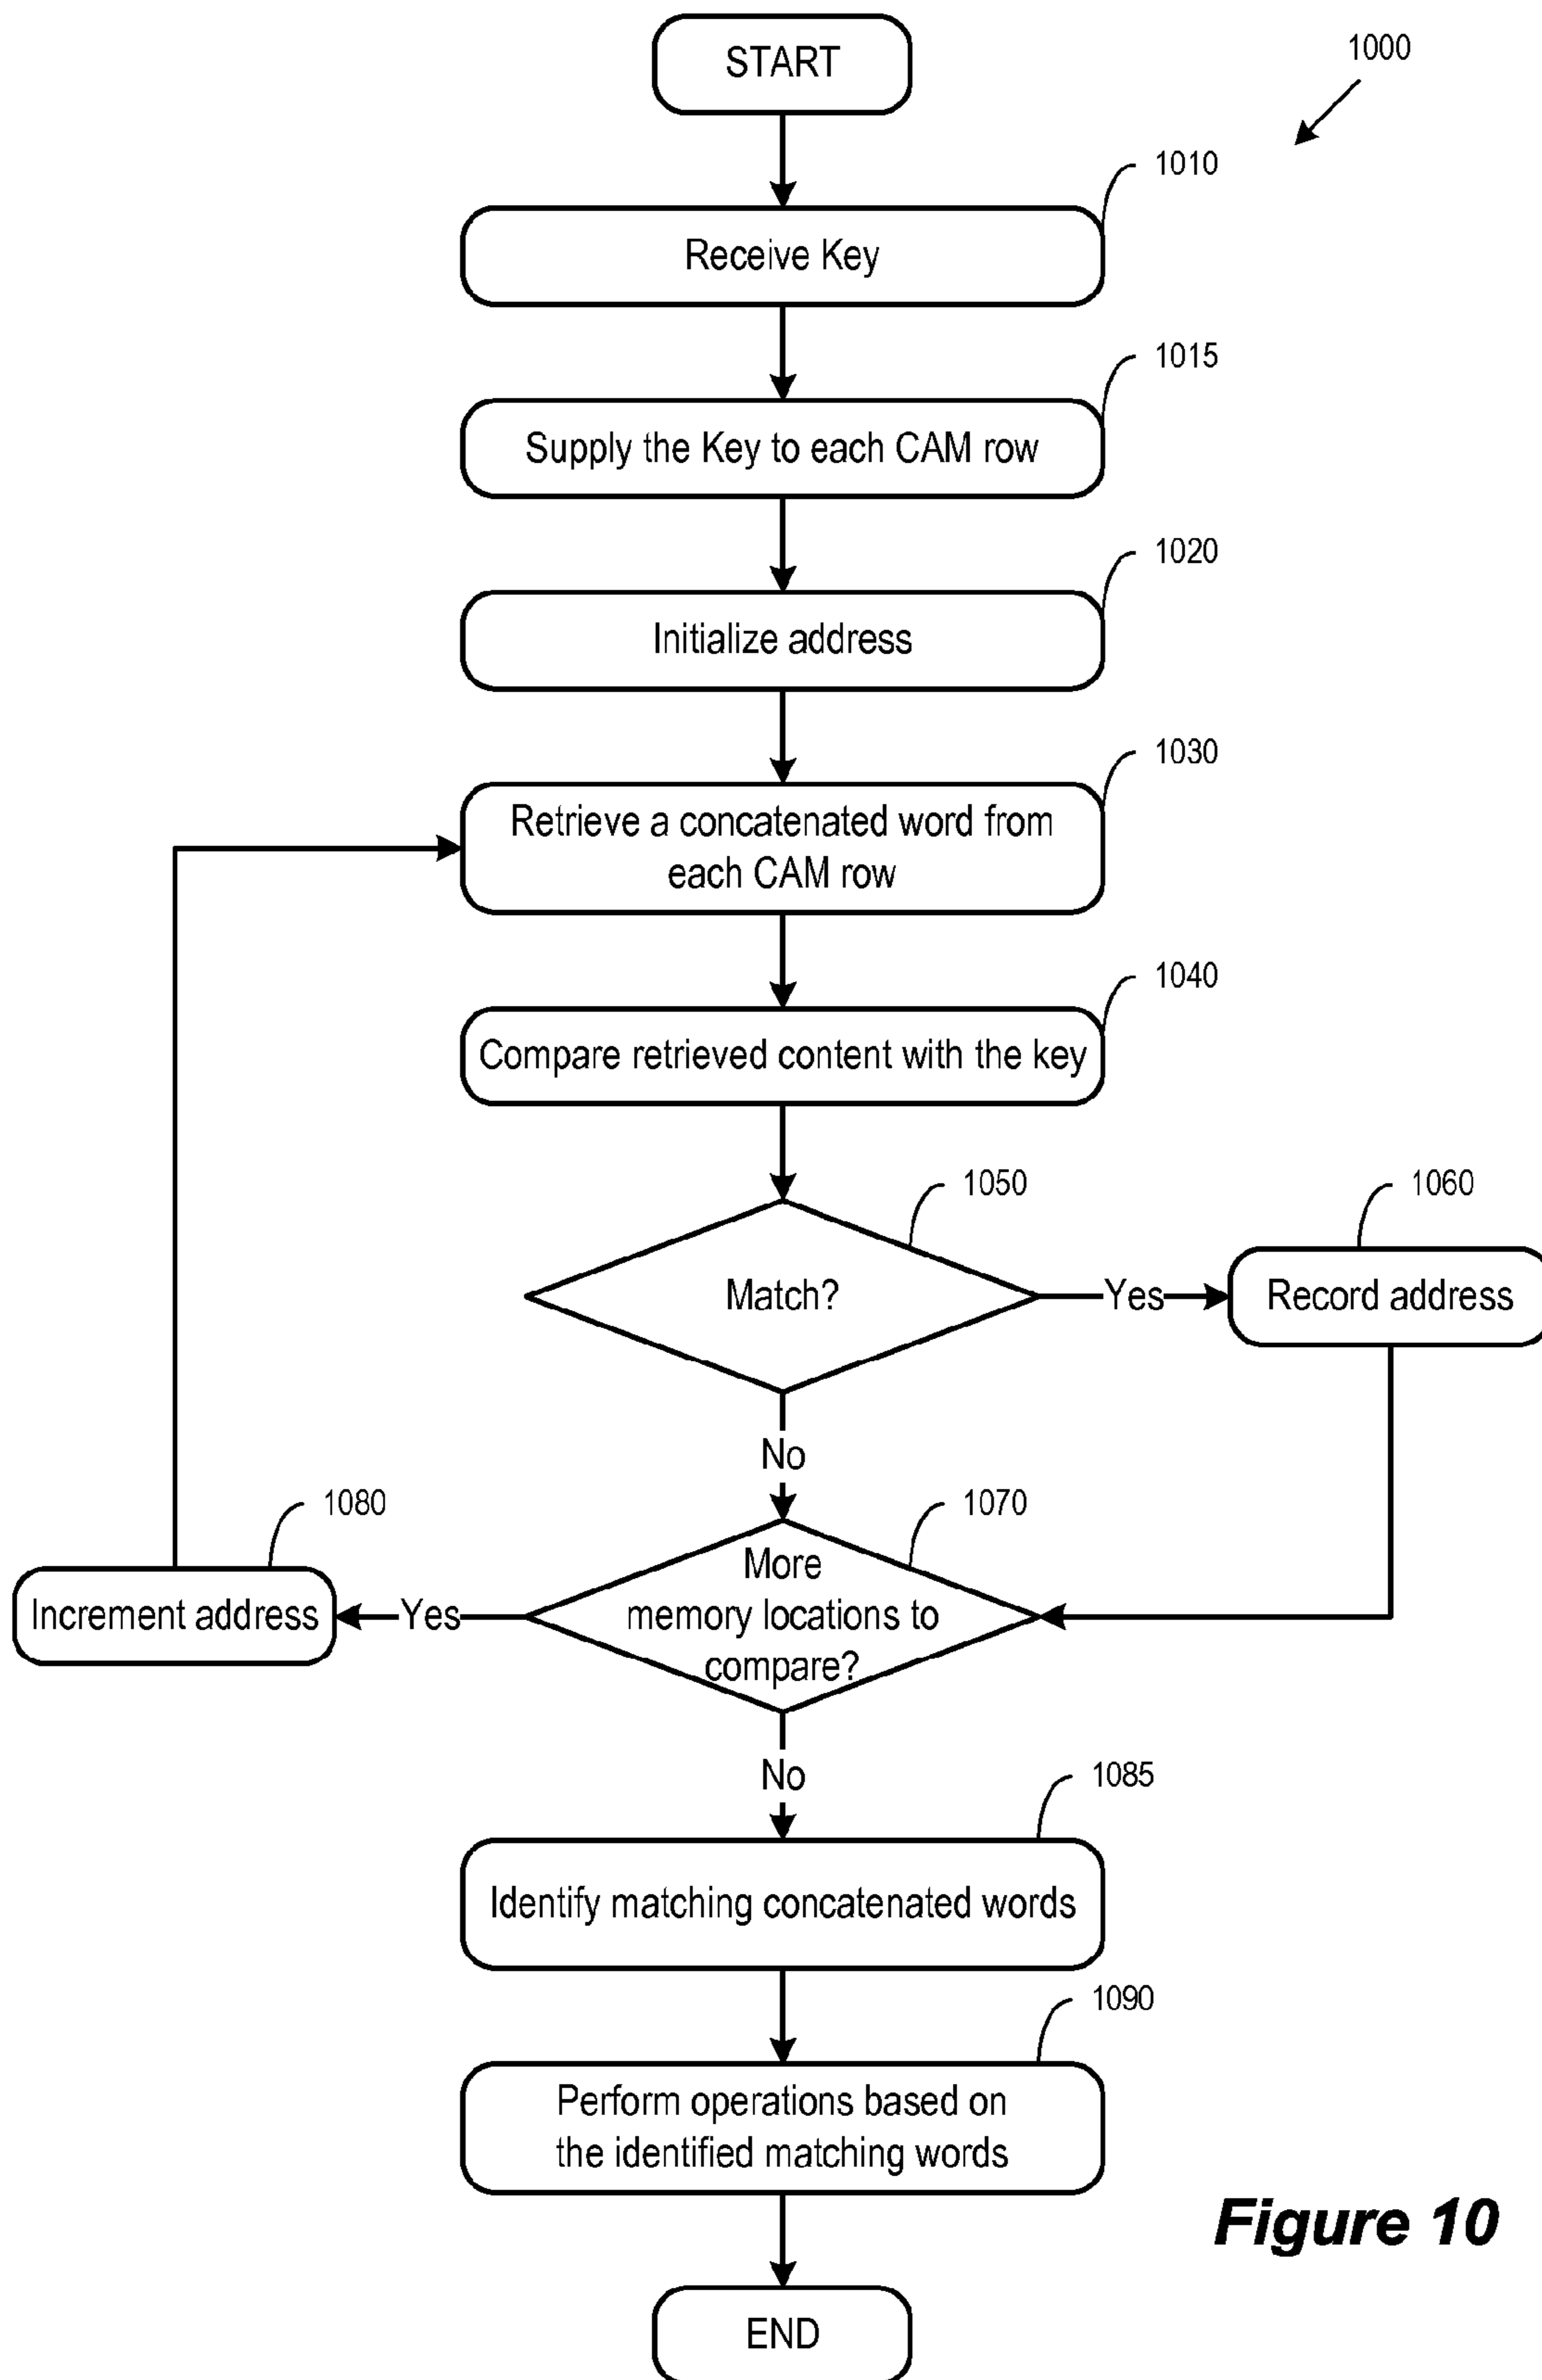 START
1000
1010
Receive Key
1015
Supply the Key to each CAM row
1020
Initialize address
1030
Retrieve a concatenated word from
each CAM row
1040
Compare retrieved content with the key
1050
1060
Match?
Yes
Record address
No
1080
1070
More
memory locations to
compare?
Increment address
Yes
No
1085
Identify matching concatenated words
1090
Perform operations based on
the identified matching words
Figure 10
END